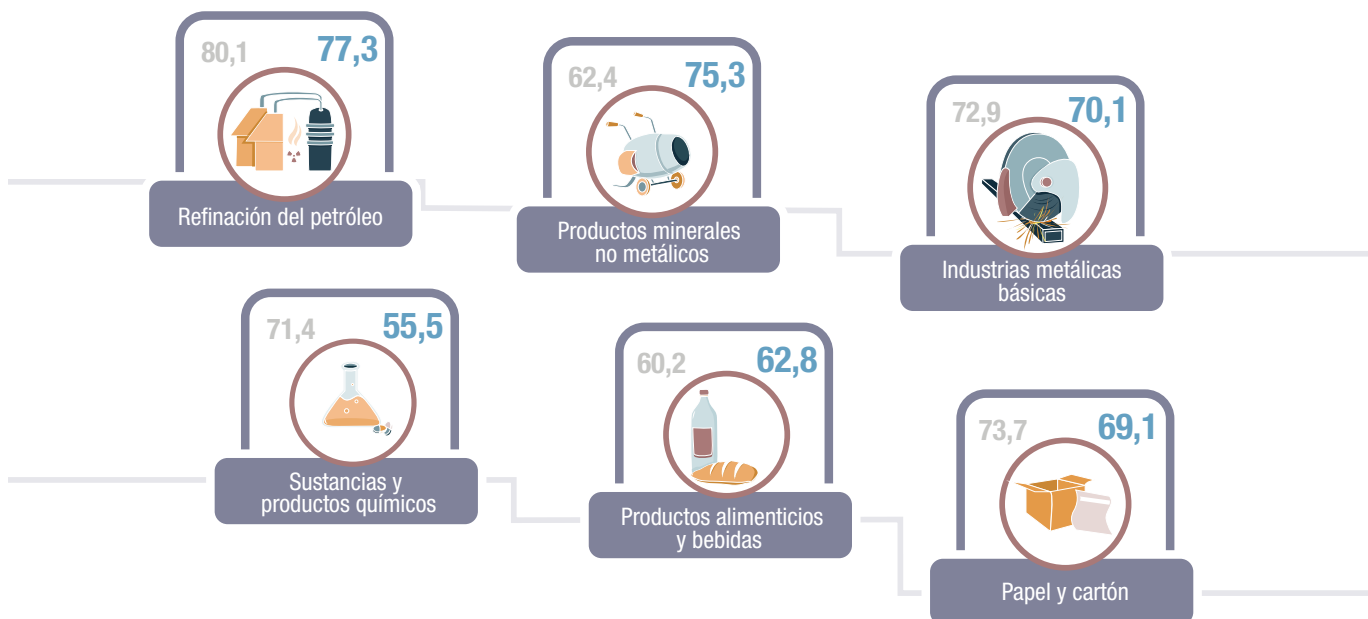 80,1 77,3
Refinación del petróleo
62,4 75,3
Productos minerales
no metálicos
72,9 70,1
Industrias metálicas
básicas
71,4 55,5
Sustancias y
productos químicos
60,2 62,8
Productos alimenticios
y bebidas
73,7 69,1
Papel y cartón